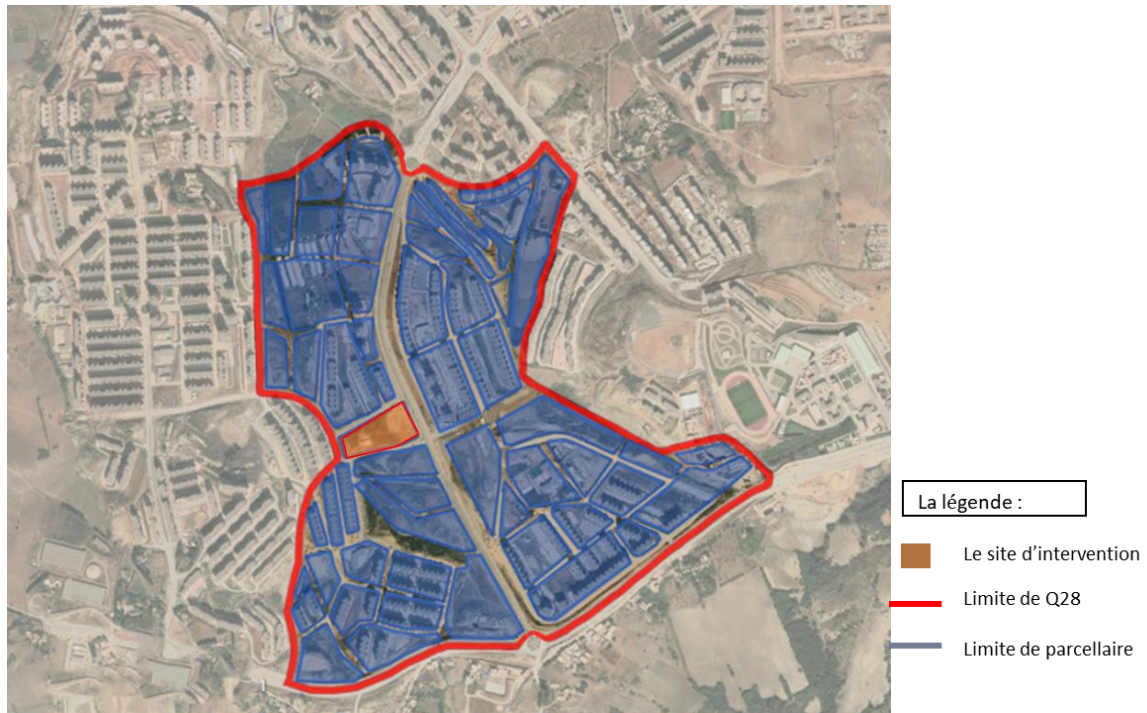 La légende :
Le site d’intervention
Limite de Q28
Limite de parcellaire